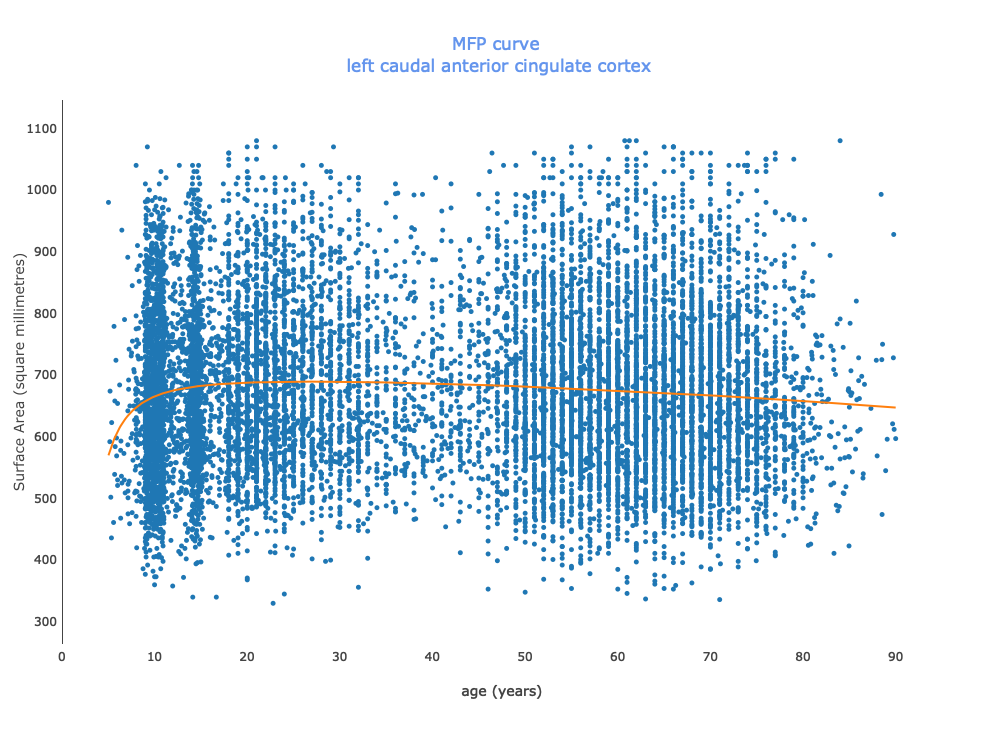 MFP curve
left caudal anterior cingulate cortex
Surface Area (square millimetres)
1100
1000
900
800
700
600
500
400
300
0 10 20 30 40 50 60 70 80 90
age (years)